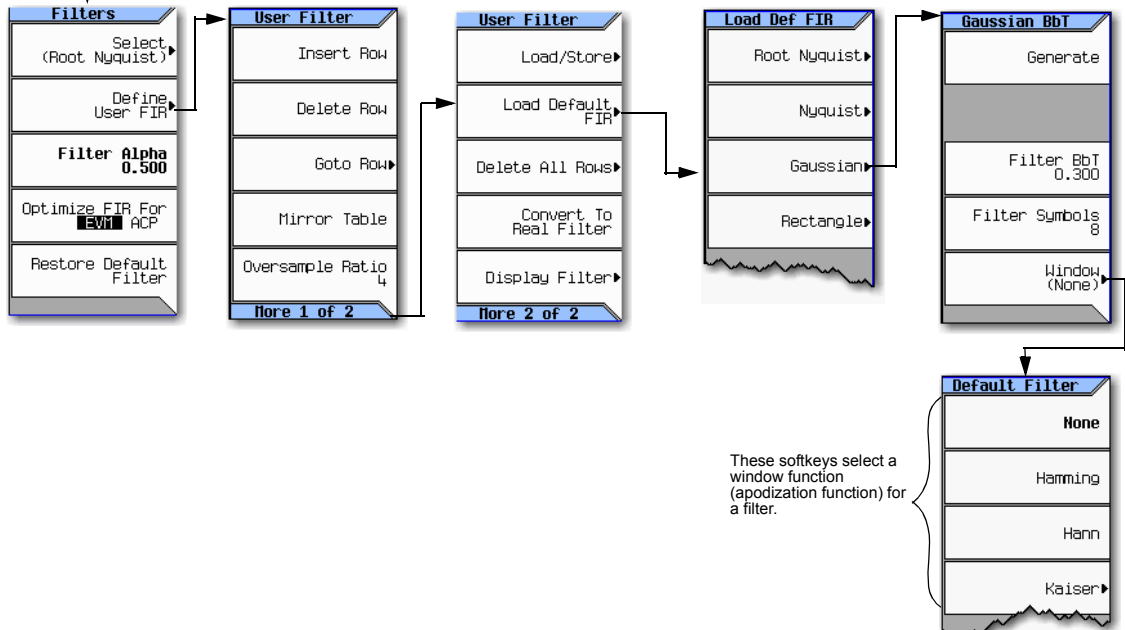 Filters
Select
(Root Nyquist)
Define
User FIR
Filter Alpha
0.500
Optimize FIR For
EVM ACP
Restore Default
Filter
User Filter
Insert Row
Delete Row
Goto Row
Mirror Table
Oversample Ratio
4
More 1 of 2
User Filter
Load/Store
Load Default
FIR
Delete All Rows
Convert To
Real Filter
Display Filter
More 2 of 2
Load Def FIR
Root Nyquist
Nyquist
Gaussian
Rectangle
Gaussian BbT
Generate
Filter BbT
0.300
Filter Symbols
8
Window
(None)
Default Filter
None
Hamming
Hann
Kaiser
These softkeys select a
window function
(apodization function) for
a filter.